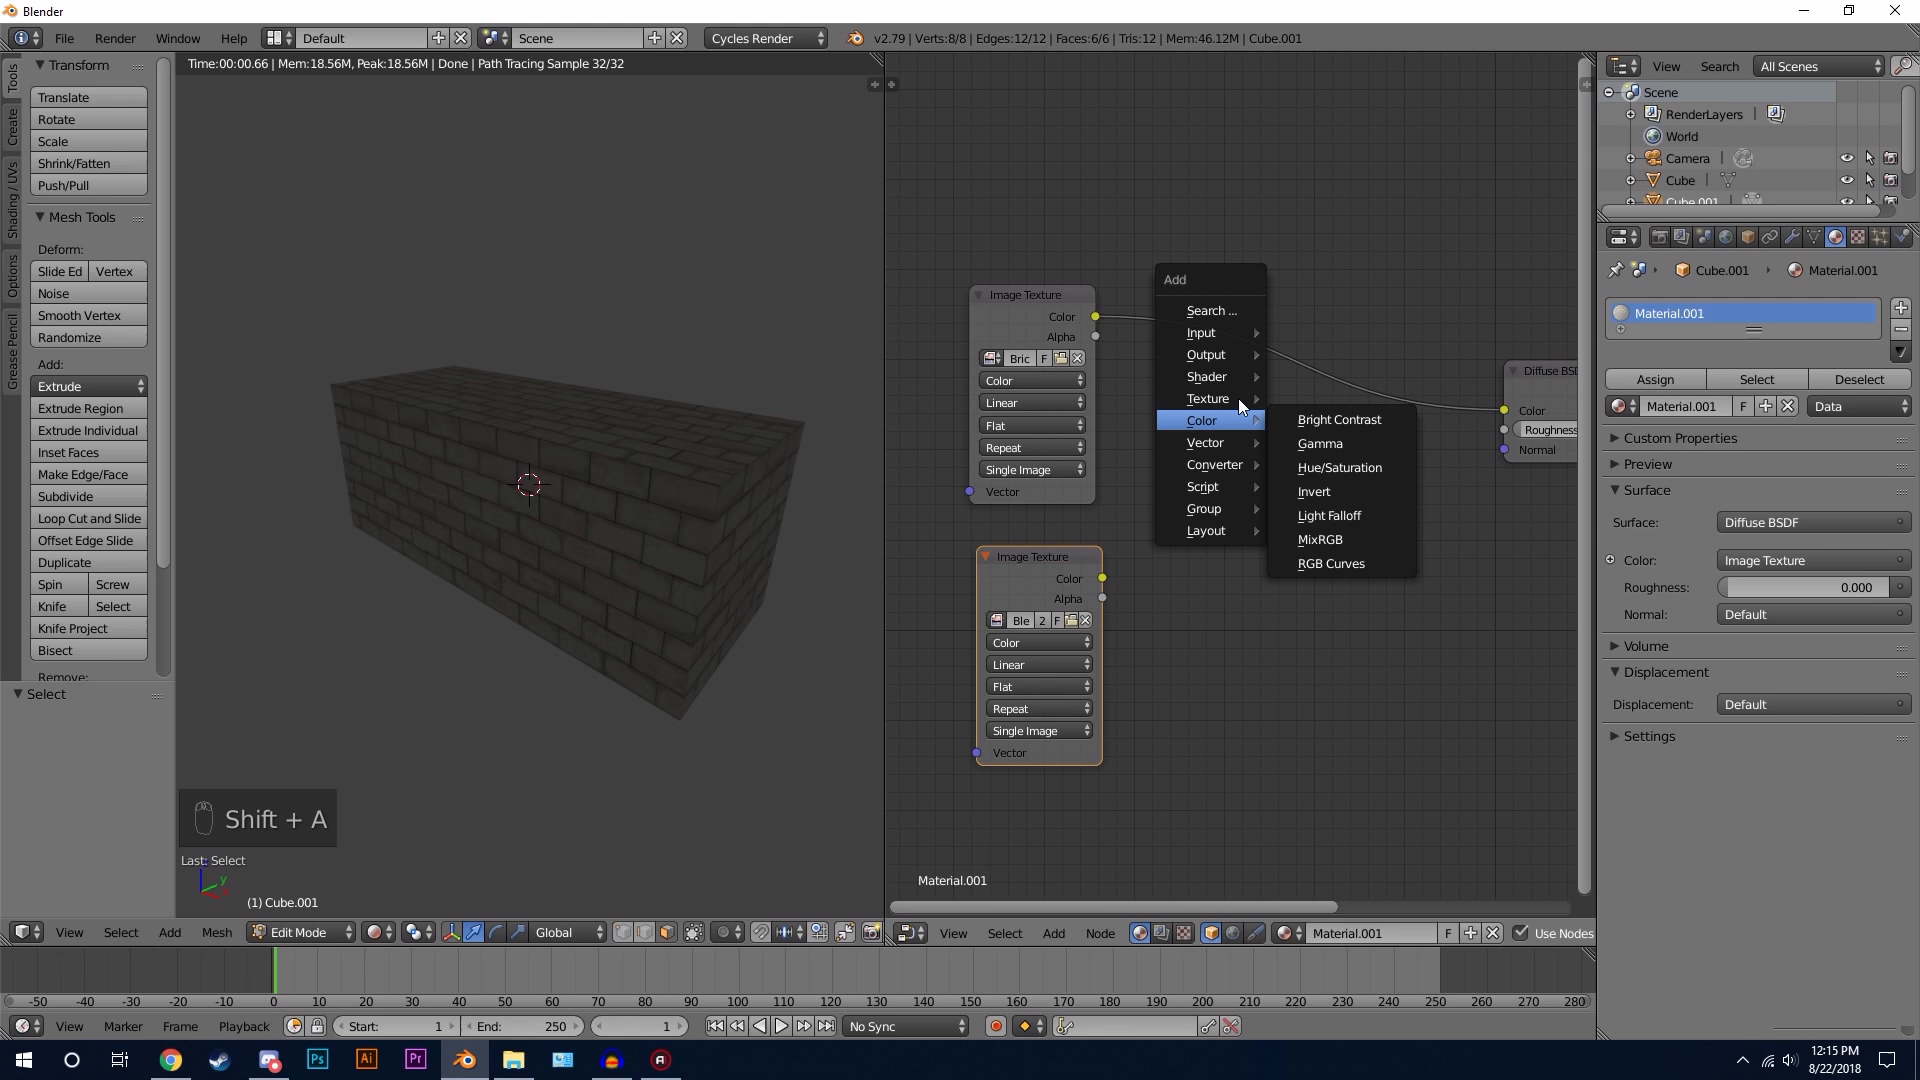 Blender
File Render Window Help Default Scene Cycles Render v2.79 | Verts:8/8 | Edges:12/12 | Faces:6/6 | Tris:12 | Mem:46.12M | Cube.001
Time:00:00.66 | Mem:18.56M, Peak:18.56M | Done | Path Tracing Sample 32/32
Tools
Create
Shading / UVs
Options
Grease Pencil
Transform
Translate
Rotate
Scale
Shrink/Fatten
Push/Pull
Mesh Tools
Deform:
Slide Ed Vertex
Noise
Smooth Vertex
Randomize
Add:
Extrude
Extrude Region
Extrude Individual
Inset Faces
Make Edge/Face
Subdivide
Loop Cut and Slide
Offset Edge Slide
Duplicate
Spin Screw
Knife Select
Knife Project
Bisect
Remove:
Select
Shift + A
Last: Select
y
(1) Cube.001
View Select Add Mesh Edit Mode Global
Image Texture
Color
Alpha
Bric F
Color
Linear
Flat
Repeat
Single Image
Vector
Image Texture
Color
Alpha
Ble 2 F
Color
Linear
Flat
Repeat
Single Image
Vector
Add
Search ...
Input
Output
Shader
Texture
Color
Vector
Converter
Script
Group
Layout
Bright Contrast
Gamma
Hue/Saturation
Invert
Light Falloff
MixRGB
RGB Curves
Diffuse BSD
Color
Roughness
Normal
Material.001
View Select Add Node Material.001 F Use Nodes
View Search All Scenes
Scene
RenderLayers |
World
Camera |
Cube |
Cube.001
Cube.001 Material.001
Material.001
Assign Select Deselect
Material.001 F Data
Custom Properties
Preview
Surface
Surface: Diffuse BSDF
Color: Image Texture
Roughness: 0.000
Normal: Default
Volume
Displacement
Displacement: Default
Settings
-50 -40 -30 -20 -10 0 10 20 30 40 50 60 70 80 90 100 110 120 130 140 150 160 170 180 190 200 210 220 230 240 250 260 270 280
View Marker Frame Playback Start: 1 End: 250 1 No Sync
Ps Ai Pr
12:15 PM
8/22/2018